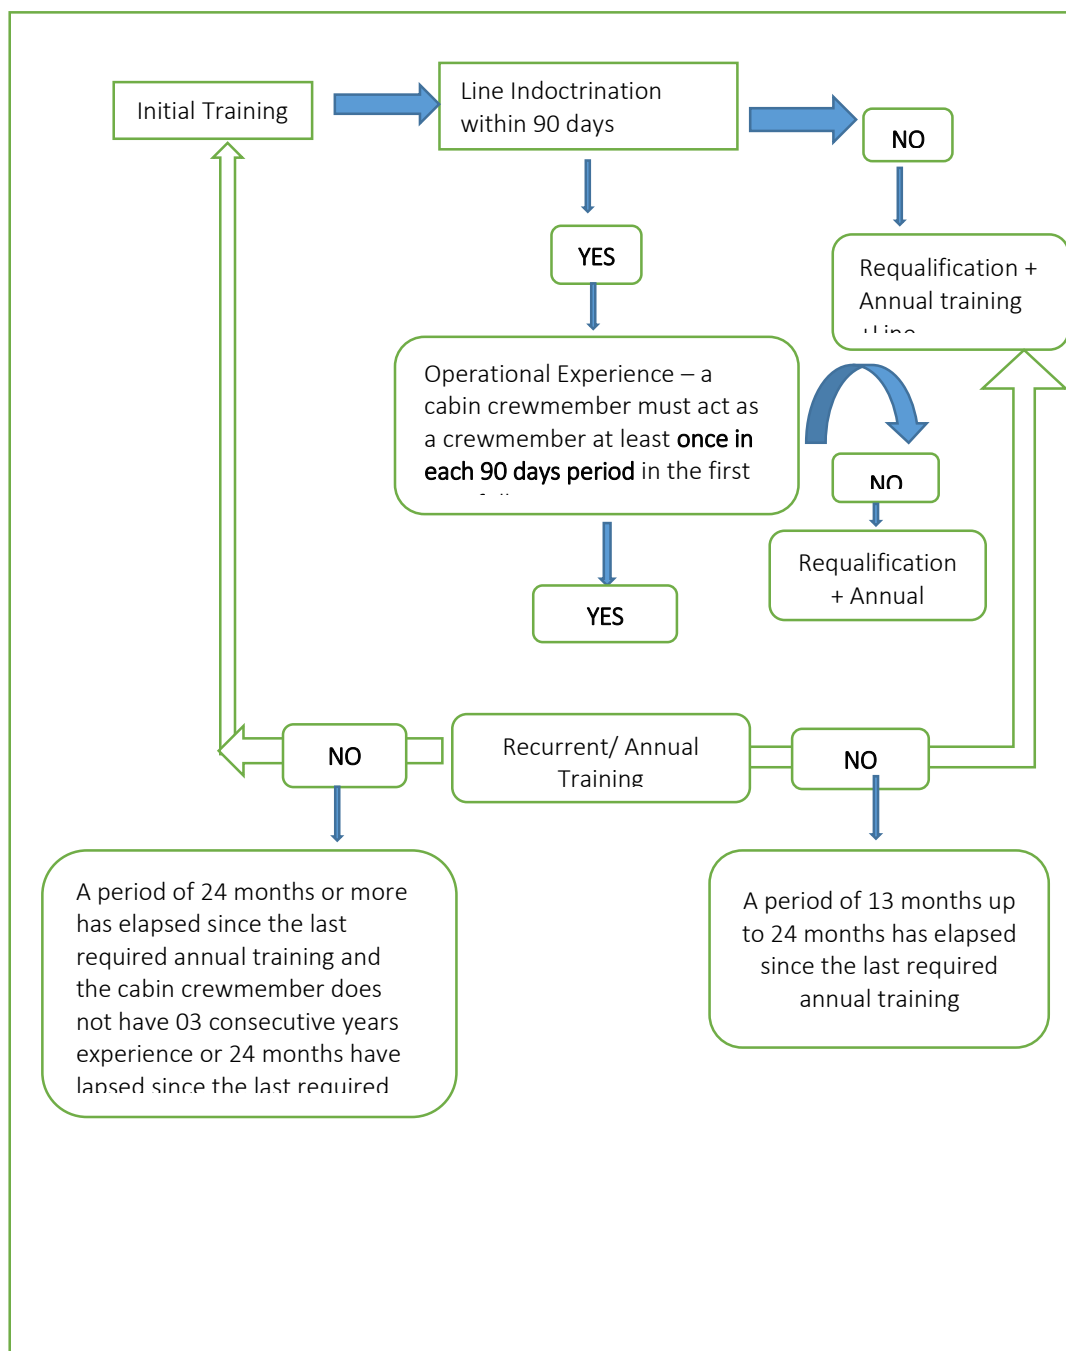 Initial Training
Line Indoctrination
within 90 days
NO
YES
Requalification +
Annual training
Operational Experience – a
cabin crewmember must act as
a crewmember at least once in
each 90 days period in the first
NO
Requalification
+ Annual
YES
NO
Recurrent/ Annual
Training
NO
A period of 24 months or more
has elapsed since the last
required annual training and
the cabin crewmember does
not have 03 consecutive years
experience or 24 months have
lapsed since the last required
A period of 13 months up
to 24 months has elapsed
since the last required
annual training